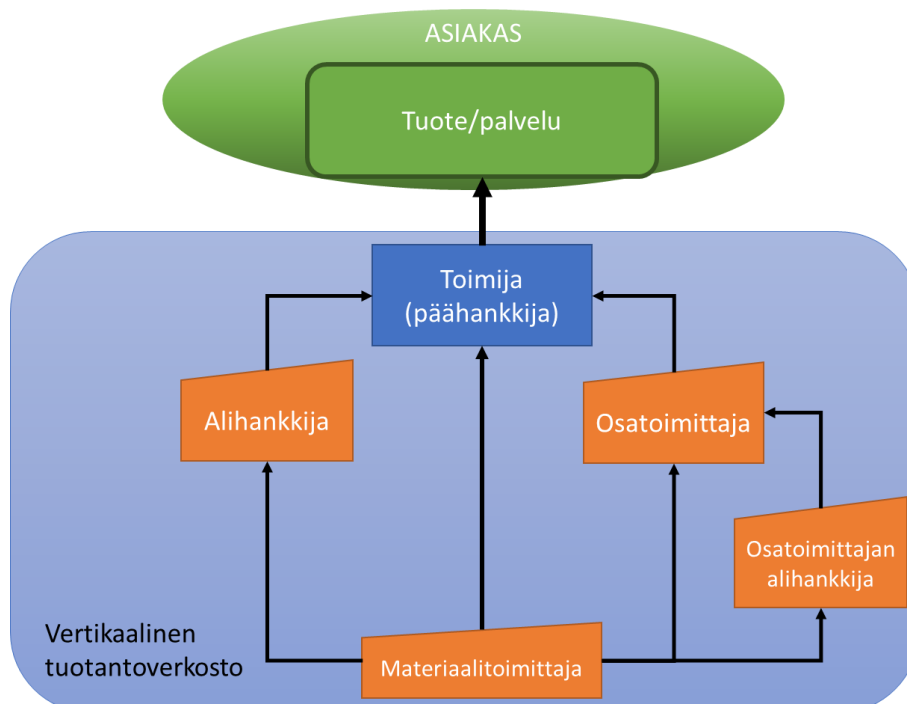 ASIAKAS
Tuote/palvelu
Toimija
(päähankkija)
Alihankkija
Osatoimittaja
Osatoimittajan
alihankkija
Vertikaalinen
tuotantoverkosto
Materiaalitoimittaja